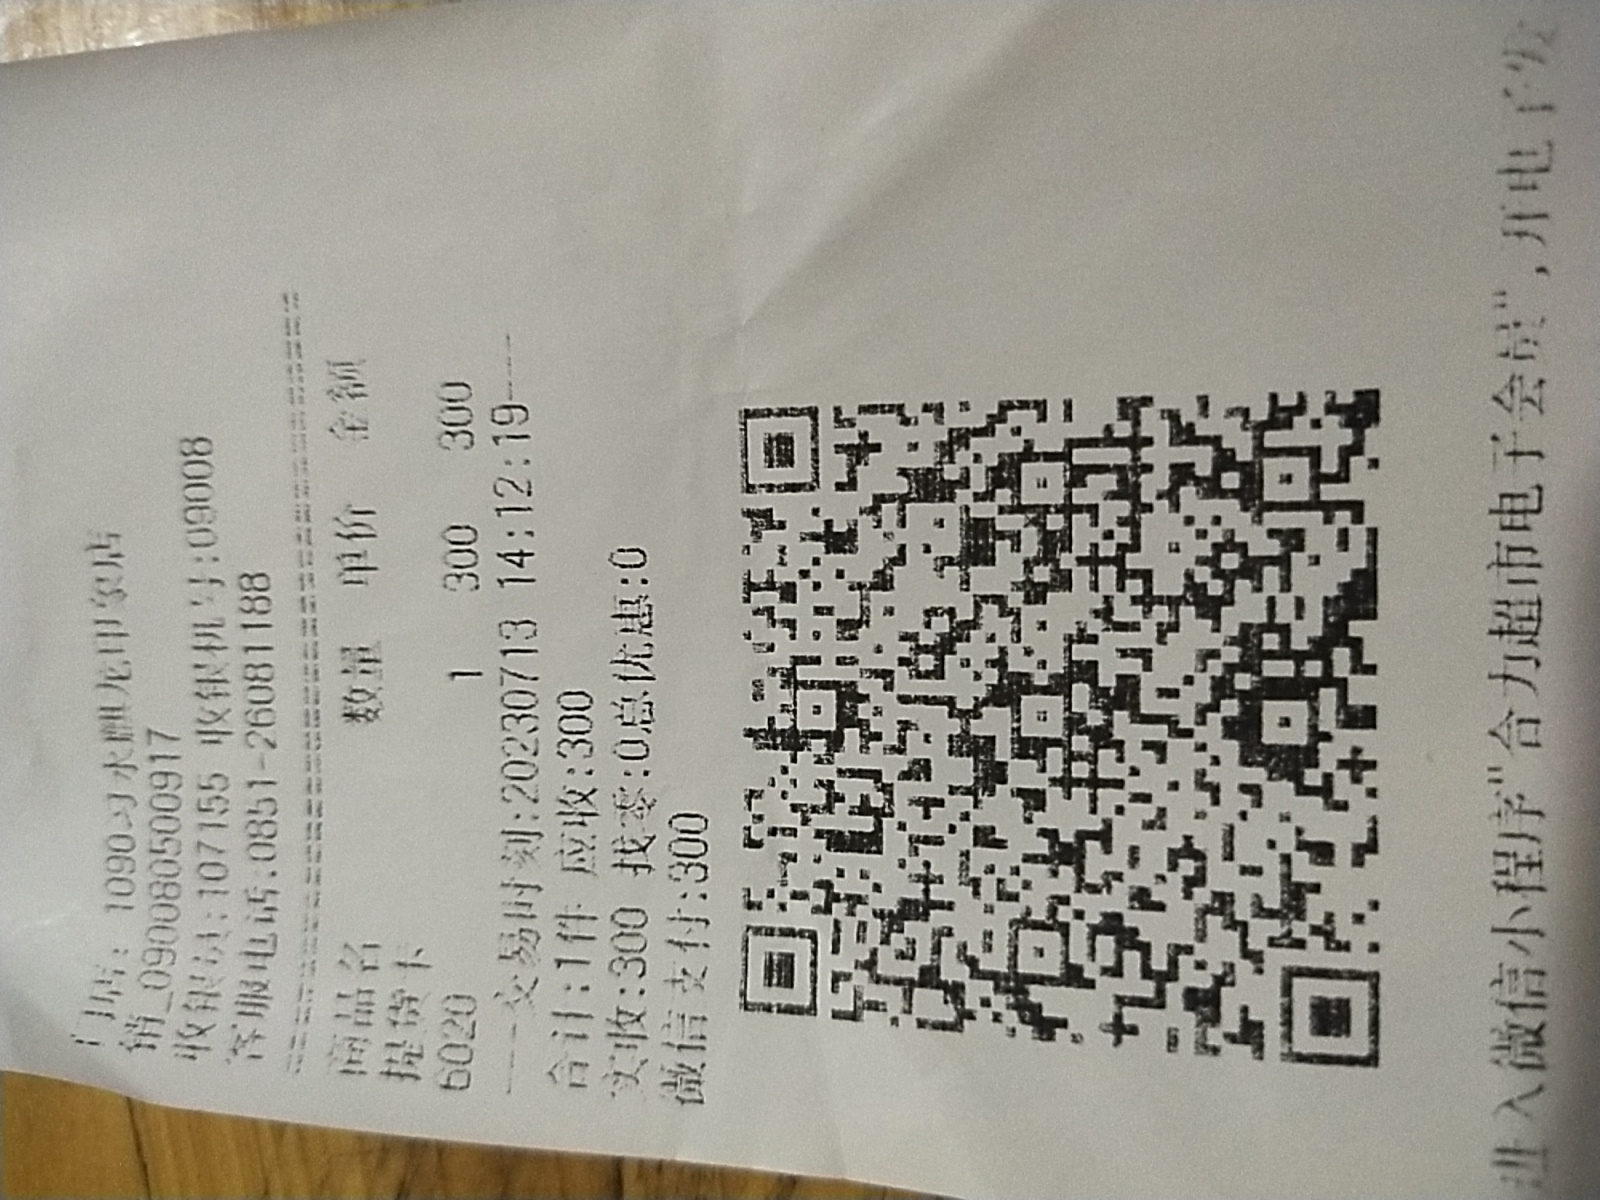 门店: 1090习水麒龙中家店
销_09008050091​7
收银员:107155 收银机号:09008
客服电话:0851-26081188
商品名 数量 单价 金额
提货卡
6020 1 300 300
----交易时刻:20230713 14:12:19----
合计:1件 应收:300
实收:300 找零:0总优惠:0
微信支付:300
进入微信小程序"合力超市电子会员",开电子发